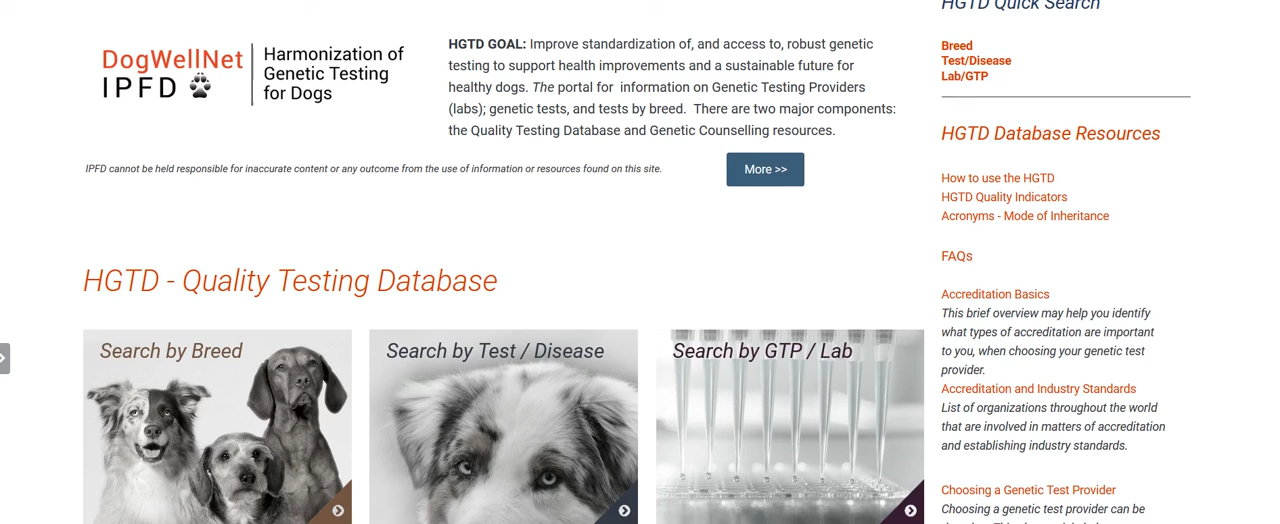 HGTD Quick Search
DogWellNet
IPFD
Harmonization of
Genetic Testing
for Dogs
HGTD GOAL: Improve standardization of, and access to, robust genetic
testing to support health improvements and a sustainable future for
healthy dogs. The portal for information on Genetic Testing Providers
(labs); genetic tests, and tests by breed. There are two major components:
the Quality Testing Database and Genetic Counselling resources.
IPFD cannot be held responsible for inaccurate content or any outcome from the use of information or resources found on this site.
More >>
HGTD - Quality Testing Database
Search by Breed
Search by Test / Disease
Search by GTP / Lab
Breed
Test/Disease
Lab/GTP
HGTD Database Resources
How to use the HGTD
HGTD Quality Indicators
Acronyms - Mode of Inheritance
FAQs
Accreditation Basics
This brief overview may help you identify
what types of accreditation are important
to you, when choosing your genetic test
provider.
Accreditation and Industry Standards
List of organizations throughout the world
that are involved in matters of accreditation
and establishing industry standards.
Choosing a Genetic Test Provider
Choosing a genetic test provider can be